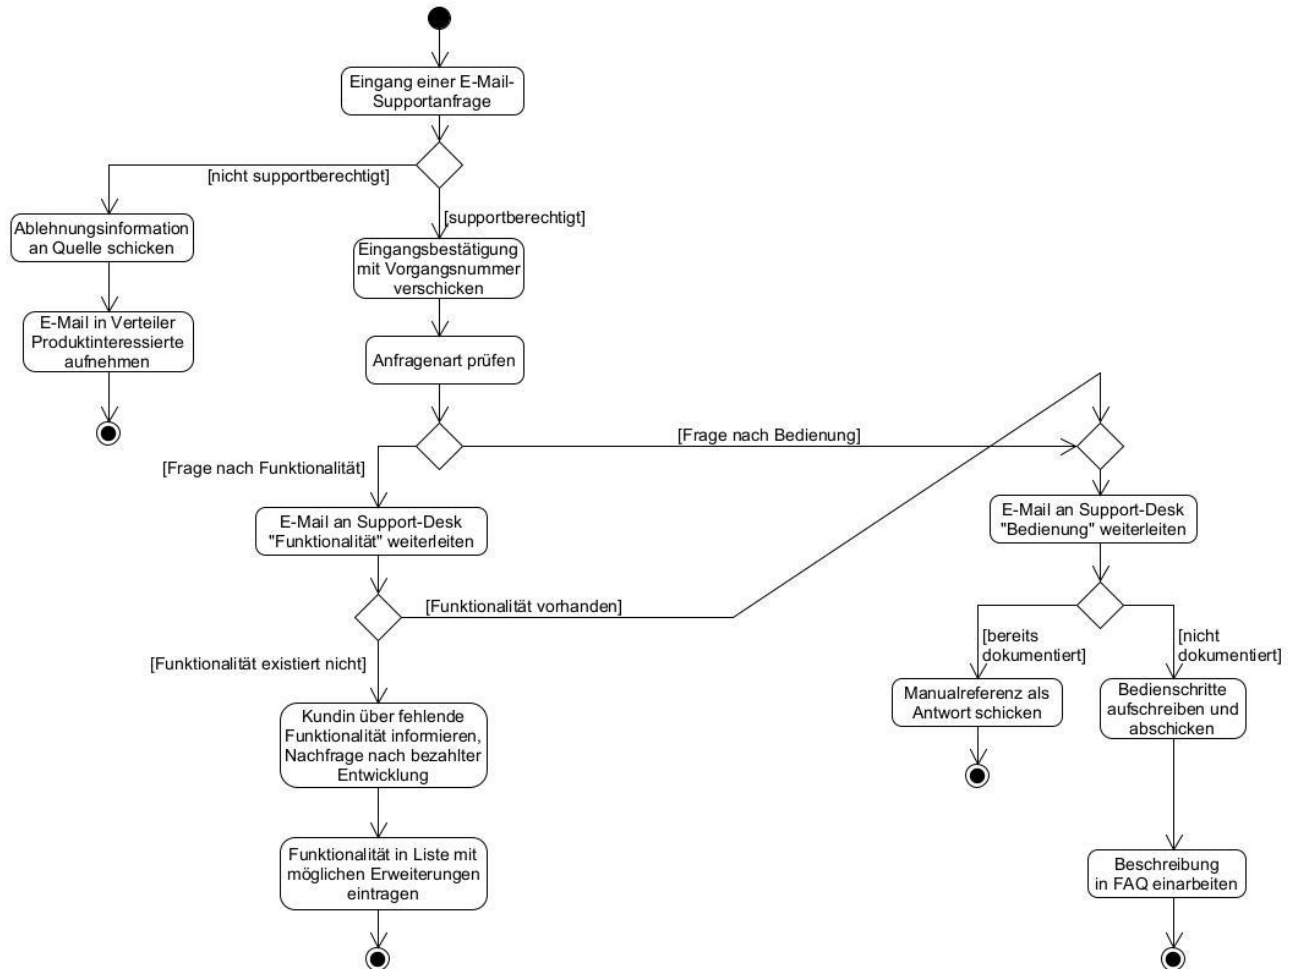 Eingang einer E-Mail-
Supportanfrage
[nicht supportberechtigt]
[supportberechtigt]
Ablehnungsinformation
an Quelle schicken
Eingangsbestätigung
mit Vorgangsnummer
verschicken
E-Mail in Verteiler
Produktinteressierte
aufnehmen
Anfragenart prüfen
[Frage nach Bedienung]
[Frage nach Funktionalität]
E-Mail an Support-Desk
"Funktionalität" weiterleiten
E-Mail an Support-Desk
"Bedienung" weiterleiten
[Funktionalität vorhanden]
[Funktionalität existiert nicht]
[bereits
dokumentiert]
[nicht
dokumentiert]
Kundin über fehlende
Funktionalität informieren,
Nachfrage nach bezahlter
Entwicklung
Manualreferenz als
Antwort schicken
Bedienschritte
aufschreiben und
abschicken
Funktionalität in Liste mit
möglichen Erweiterungen
eintragen
Beschreibung
in FAQ einarbeiten